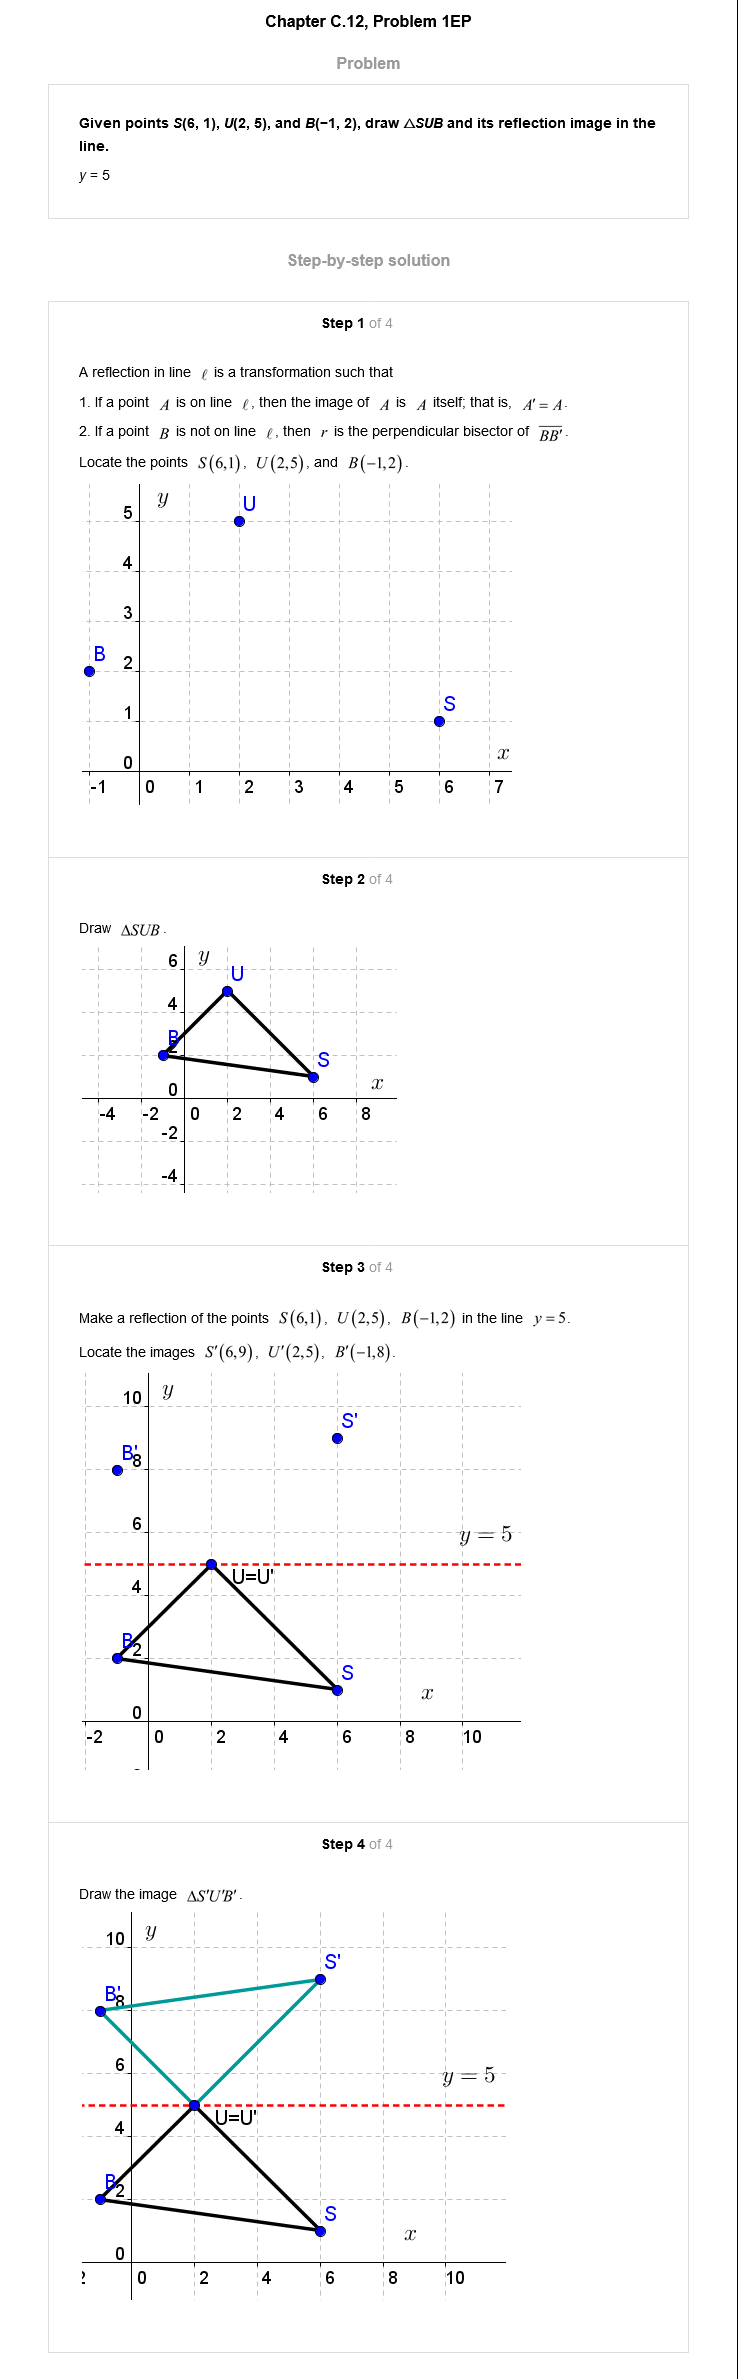 Chapter C.12, Problem 1EP
Problem
Given points S(6, 1), U(2, 5), and B(−1, 2), draw △SUB and its reflection image in the
line.
y = 5
Step-by-step solution
Step 1 of 4
A reflection in line ℓ is a transformation such that
1. If a point A is on line ℓ, then the image of A is A itself; that is, A′ = A.
2. If a point B is not on line ℓ, then r is the perpendicular bisector of B̅B̅′̅.
Locate the points S(6,1), U(2,5), and B(−1,2).
y
U
5
4
3
B
2
S
1
x
0
-1 0 1 2 3 4 5 6 7
Step 2 of 4
Draw ΔSUB.
y
6
U
4
B
2
S
x
0
-4 -2 0 2 4 6 8
-2
-4
Step 3 of 4
Make a reflection of the points S(6,1), U(2,5), B(−1,2) in the line y = 5.
Locate the images S′(6,9), U′(2,5), B′(−1,8).
y
10
S'
B'
8
6
y = 5
U=U'
4
B
2
S
x
0
-2 0 2 4 6 8 10
Step 4 of 4
Draw the image ΔS′U′B′.
y
10
S'
B'
8
6
y = 5
U=U'
4
B
2
S
x
0
0 2 4 6 8 10